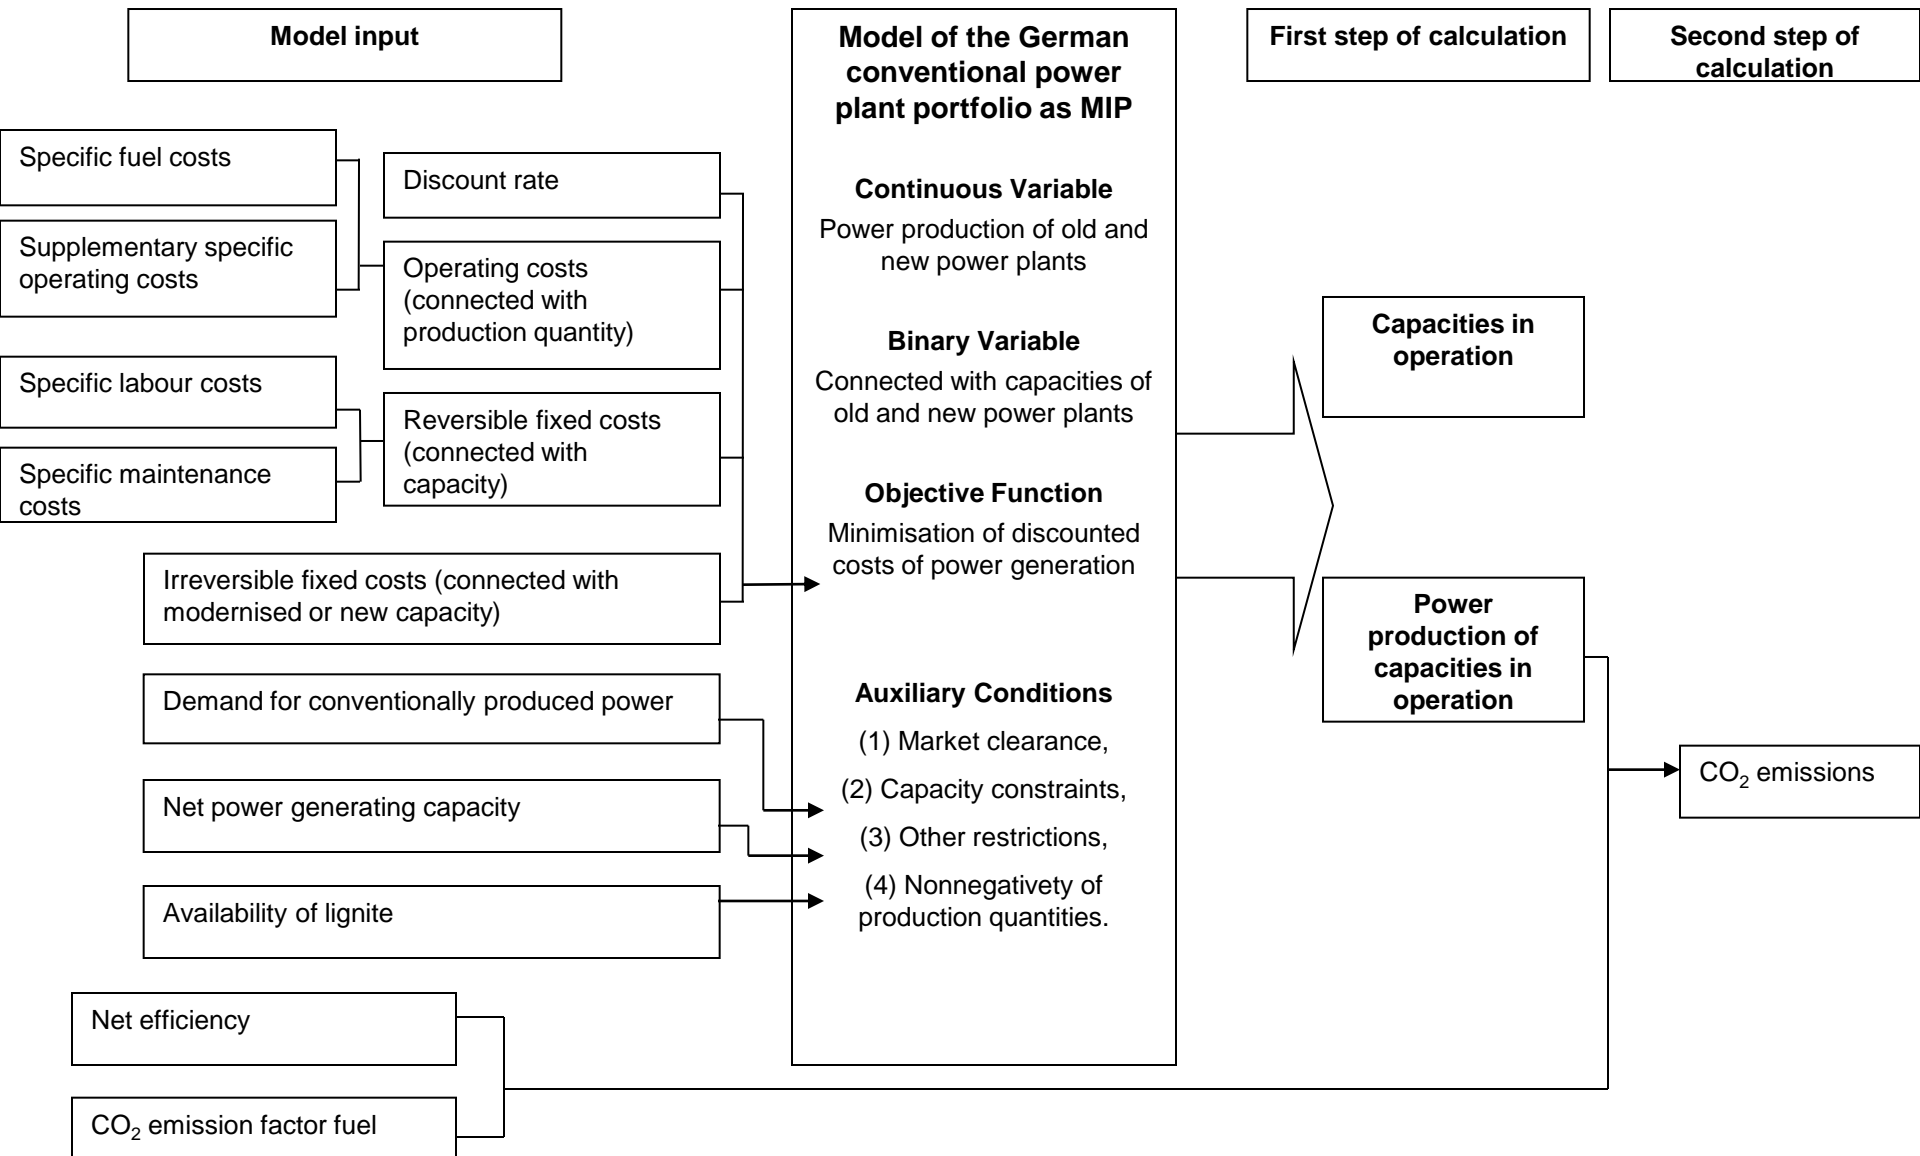 Model input
Model of the German
conventional power
plant portfolio as MIP
First step of calculation
Second step of
calculation
Specific fuel costs
Supplementary specific
operating costs
Specific labour costs
Specific maintenance
costs
Discount rate
Operating costs
(connected with
production quantity)
Reversible fixed costs
(connected with
capacity)
Irreversible fixed costs (connected with
modernised or new capacity)
Demand for conventionally produced power
Net power generating capacity
Availability of lignite
Net efficiency
CO₂ emission factor fuel
Continuous Variable
Power production of old and
new power plants
Binary Variable
Connected with capacities of
old and new power plants
Objective Function
Minimisation of discounted
costs of power generation
Auxiliary Conditions
(1) Market clearance,
(2) Capacity constraints,
(3) Other restrictions,
(4) Nonnegativety of
production quantities.
Capacities in
operation
Power
production of
capacities in
operation
CO₂ emissions